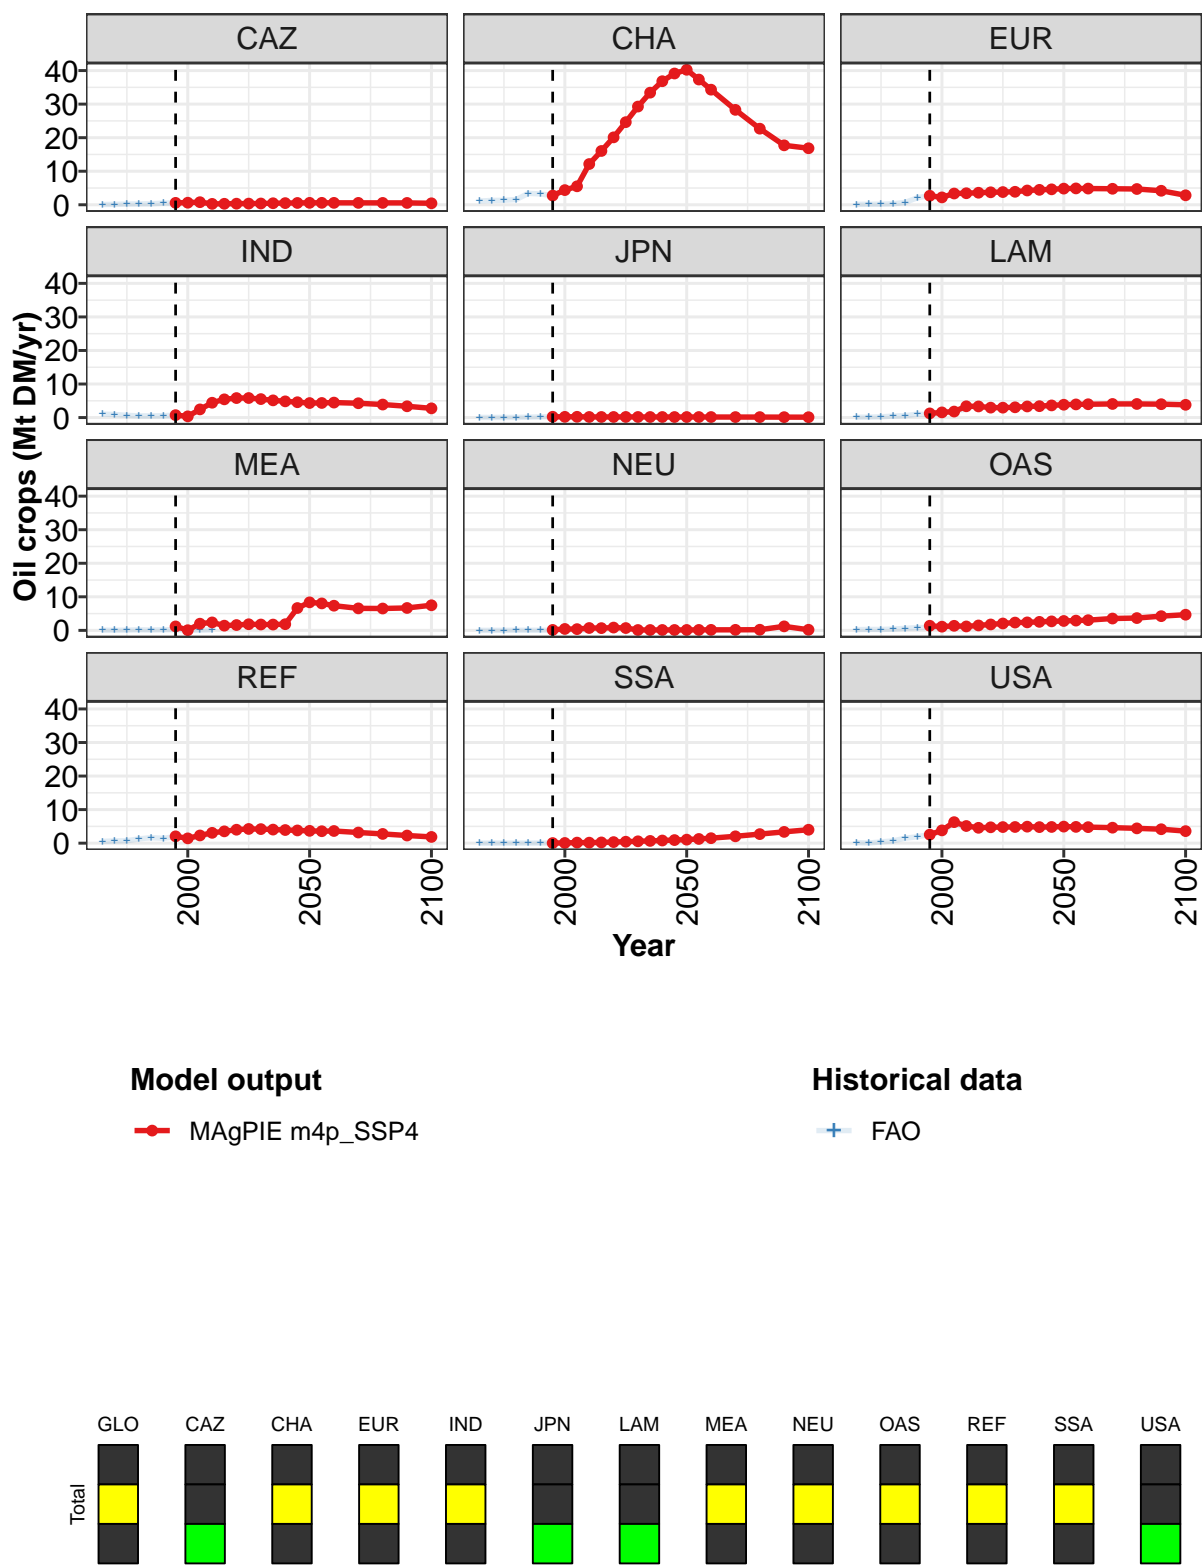 CAZ CHA EUR
40
30
20
10
0
IND JPN LAM
40
30
20
10
0
MEA NEU OAS
40
30
20
10
0
REF SSA USA
40
30
20
10
0
Oil crops (Mt DM/yr)
2000 2050 2100 2000 2050 2100 2000 2050 2100
Year
Model output Historical data
MAgPIE m4p_SSP4 FAO
GLO CAZ CHA EUR IND JPN LAM MEA NEU OAS REF SSA USA
Total